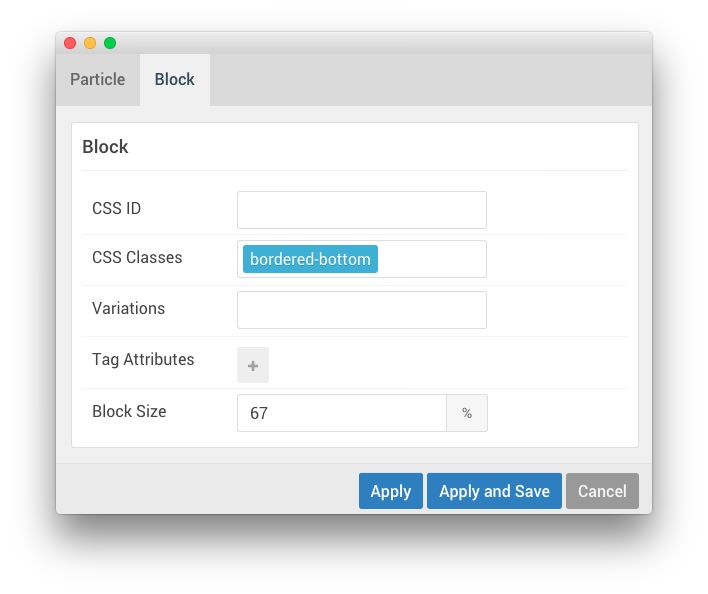 Particle Block
Block
CSS ID
CSS Classes bordered-bottom
Variations
Tag Attributes +
Block Size 67 %
Apply Apply and Save Cancel